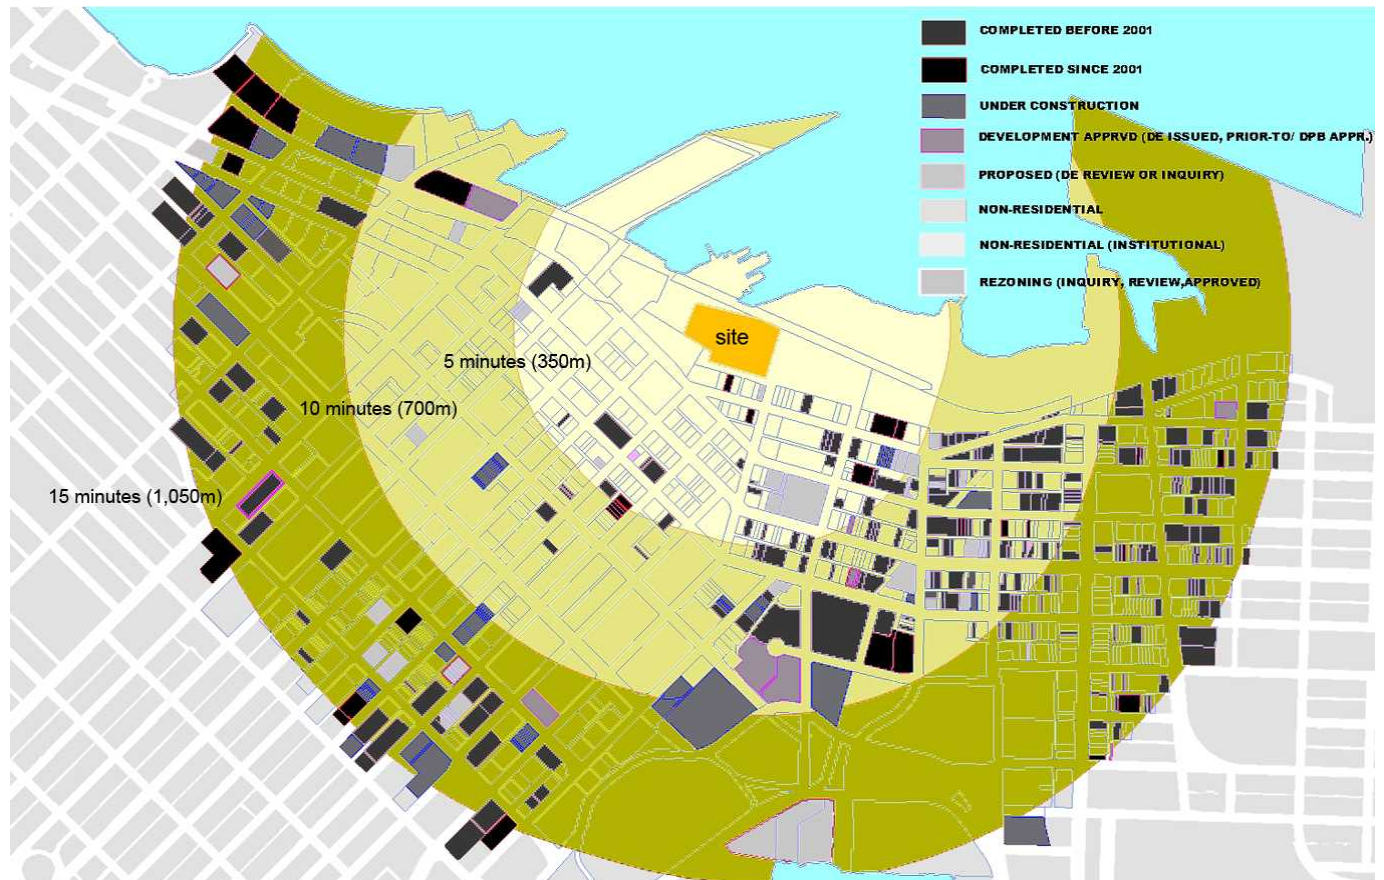 COMPLETED BEFORE 2001
COMPLETED SINCE 2001
UNDER CONSTRUCTION
DEVELOPMENT APPRVD (DE ISSUED, PRIOR-TO/ DPB APPR.)
PROPOSED (DE REVIEW OR INQUIRY)
NON-RESIDENTIAL
NON-RESIDENTIAL (INSTITUTIONAL)
REZONING (INQUIRY, REVIEW,APPROVED)
site
5 minutes (350m)
10 minutes (700m)
15 minutes (1,050m)